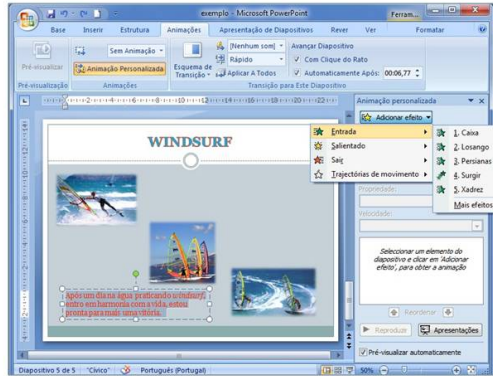 exemplo - Microsoft PowerPoint
Ferram...
Base Inserir Estrutura Animações Apresentação de Diapositivos Rever Ver Formatar
Pré-visualizar
Sem Animação
Animação Personalizada
Esquema de Transição
[Nenhum som]
Rápido
Aplicar A Todos
Avançar Diapositivo
Com Clique do Rato
Automaticamente Após: 00:06,77
Pré-visualização Animações Transição para Este Diapositivo
Animação personalizada
Adicionar efeito
Entrada
Salientado
Sair
Trajectórias de movimento
1. Caixa
2. Losango
3. Persianas
4. Surgir
5. Xadrez
Mais efeitos
Propriedade:
Velocidade:
Seleccionar um elemento do
diapositivo e clicar em 'Adicionar
efeito', para obter a animação
Reordenar
Reproduzir Apresentações
Pré-visualizar automaticamente
WINDSURF
Após um dia na água praticando windsurf,
entro em harmonia com a vida, estou
pronta para mais uma vitória.
Diapositivo 5 de 5 "Cívico" Português (Portugal) 50%